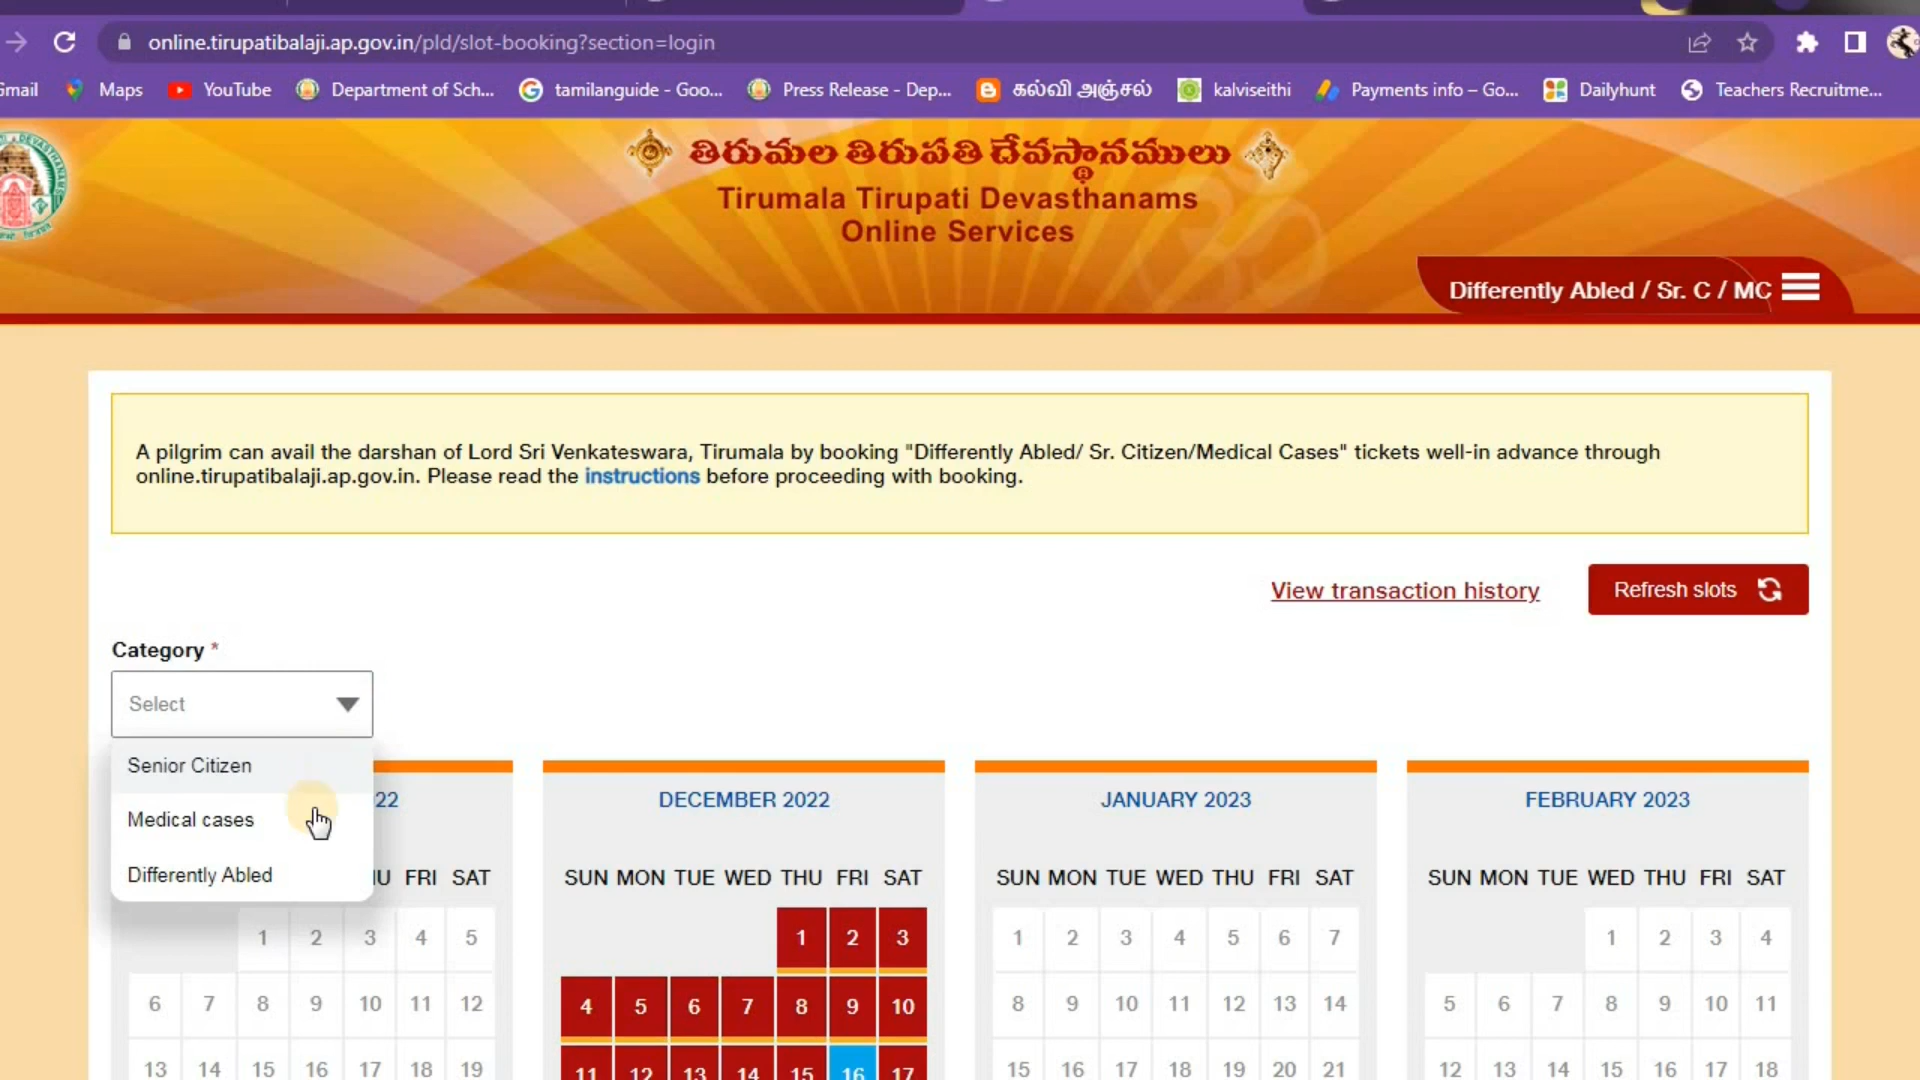 online.tirupatibalaji.ap.gov.in/pld/slot-booking?section=login
Gmail Maps YouTube Department of Sch... tamilanguide - Goo... Press Release - Dep... கல்வி அஞ்சல் kalviseithi Payments info – Go... Dailyhunt Teachers Recruitme...
తిరుమల తిరుపతి దేవస్థానములు
Tirumala Tirupati Devasthanams
Online Services
Differently Abled / Sr. C / MC
A pilgrim can avail the darshan of Lord Sri Venkateswara, Tirumala by booking "Differently Abled/ Sr. Citizen/Medical Cases" tickets well-in advance through
online.tirupatibalaji.ap.gov.in. Please read the instructions before proceeding with booking.
View transaction history Refresh slots
Category *
Select
Senior Citizen
Medical cases
Differently Abled
22 DECEMBER 2022 JANUARY 2023 FEBRUARY 2023
FRI SAT SUN MON TUE WED THU FRI SAT SUN MON TUE WED THU FRI SAT SUN MON TUE WED THU FRI SAT
1 2 3 4 5 1 2 3 1 2 3 4 5 6 7 1 2 3 4
6 7 8 9 10 11 12 4 5 6 7 8 9 10 8 9 10 11 12 13 14 5 6 7 8 9 10 11
13 14 15 16 17 18 19 11 12 13 14 15 16 17 15 16 17 18 19 20 21 12 13 14 15 16 17 18